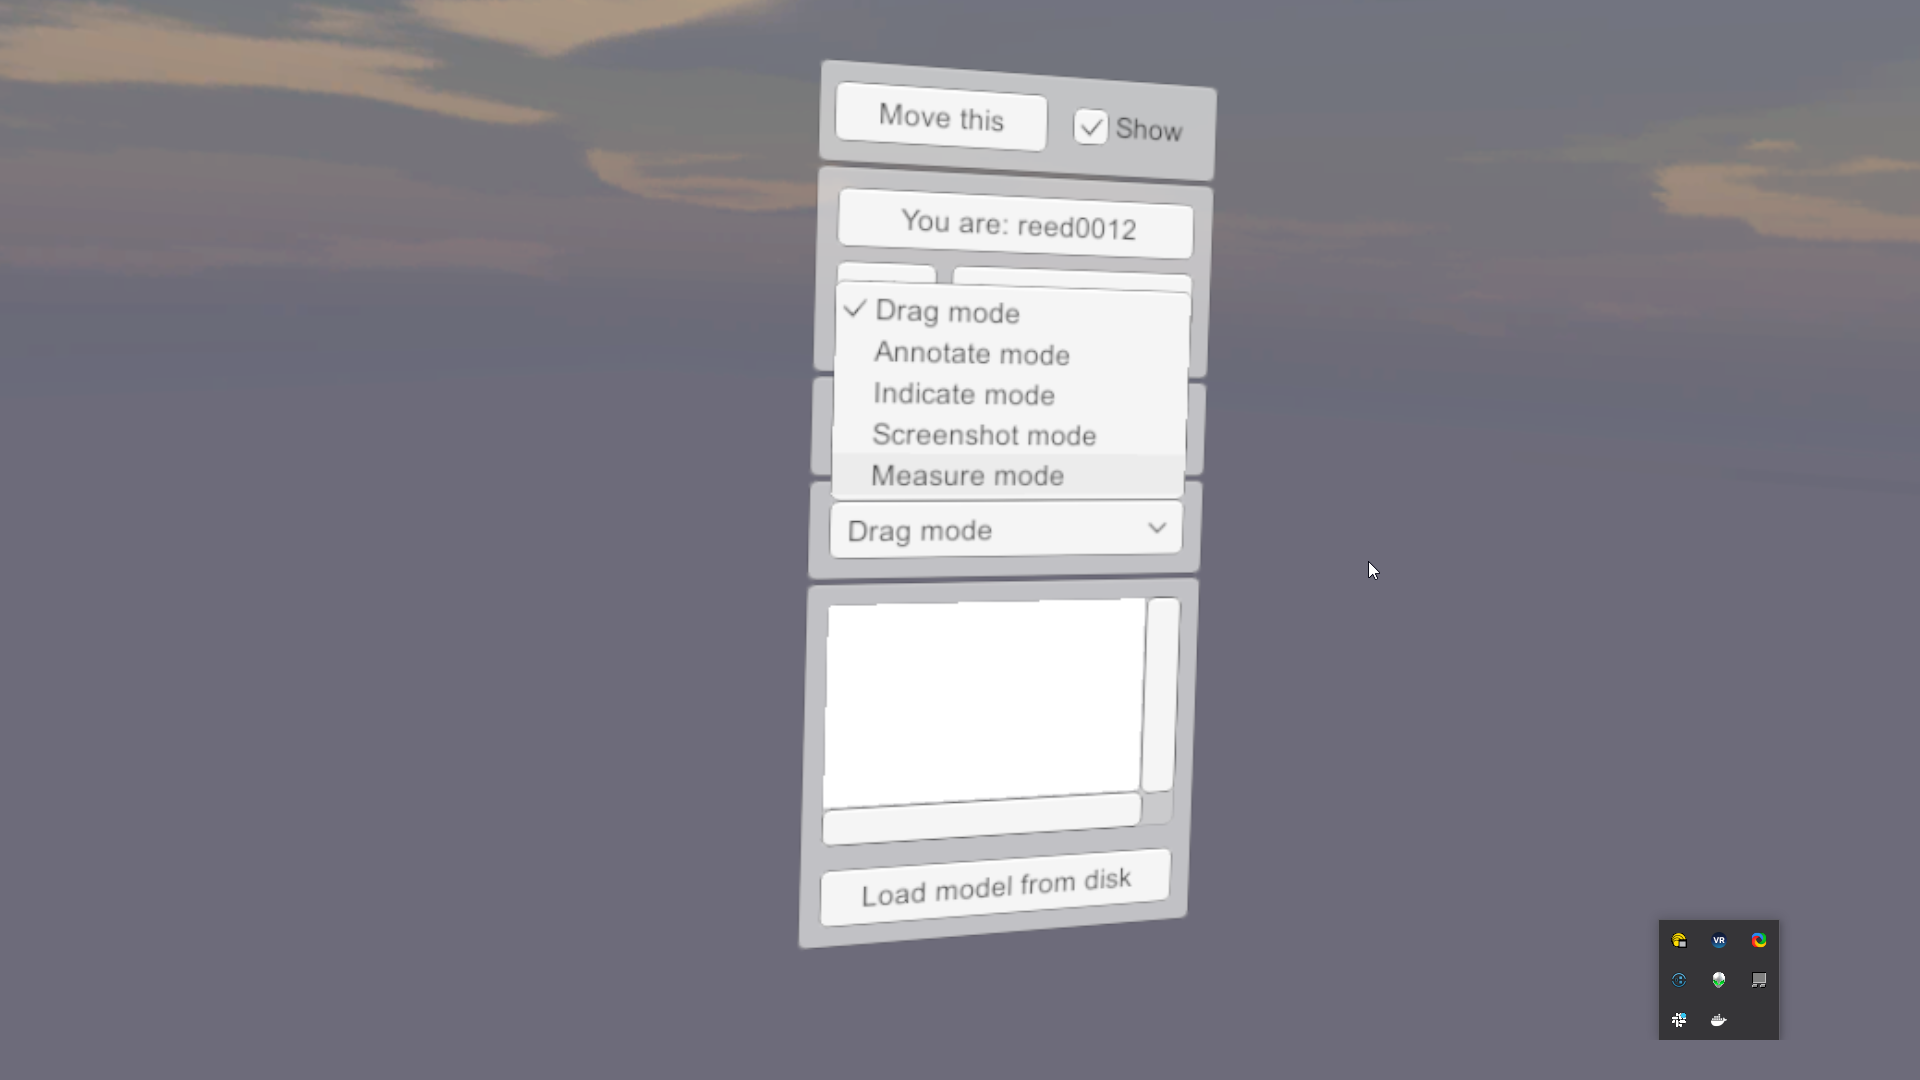 Move this
Show
You are: reed0012
Drag mode
Annotate mode
Indicate mode
Screenshot mode
Measure mode
Drag mode
Load model from disk
VR